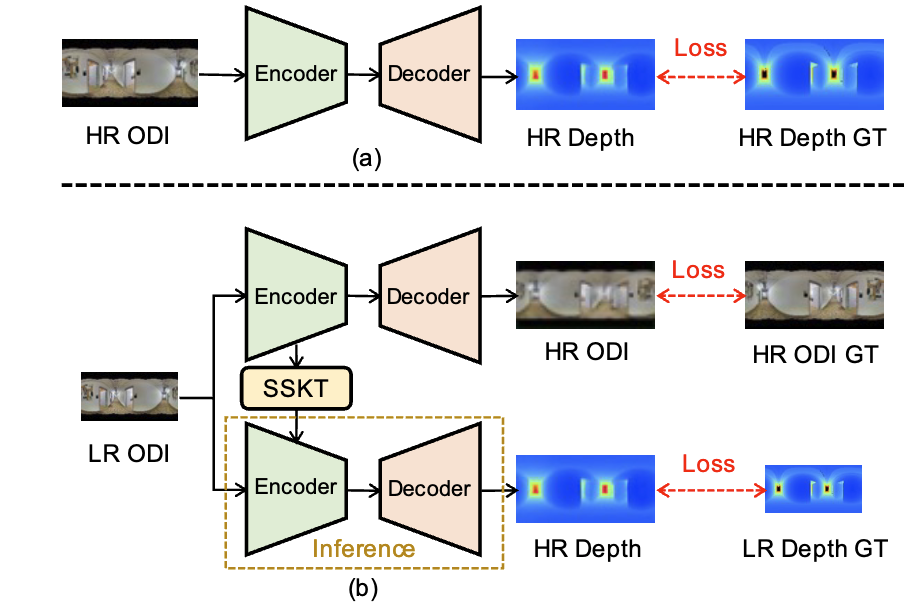 Encoder
Decoder
Loss
HR ODI
HR Depth
HR Depth GT
(a)
Encoder
Decoder
Loss
HR ODI
HR ODI GT
SSKT
LR ODI
Encoder
Decoder
Loss
Inference
HR Depth
LR Depth GT
(b)